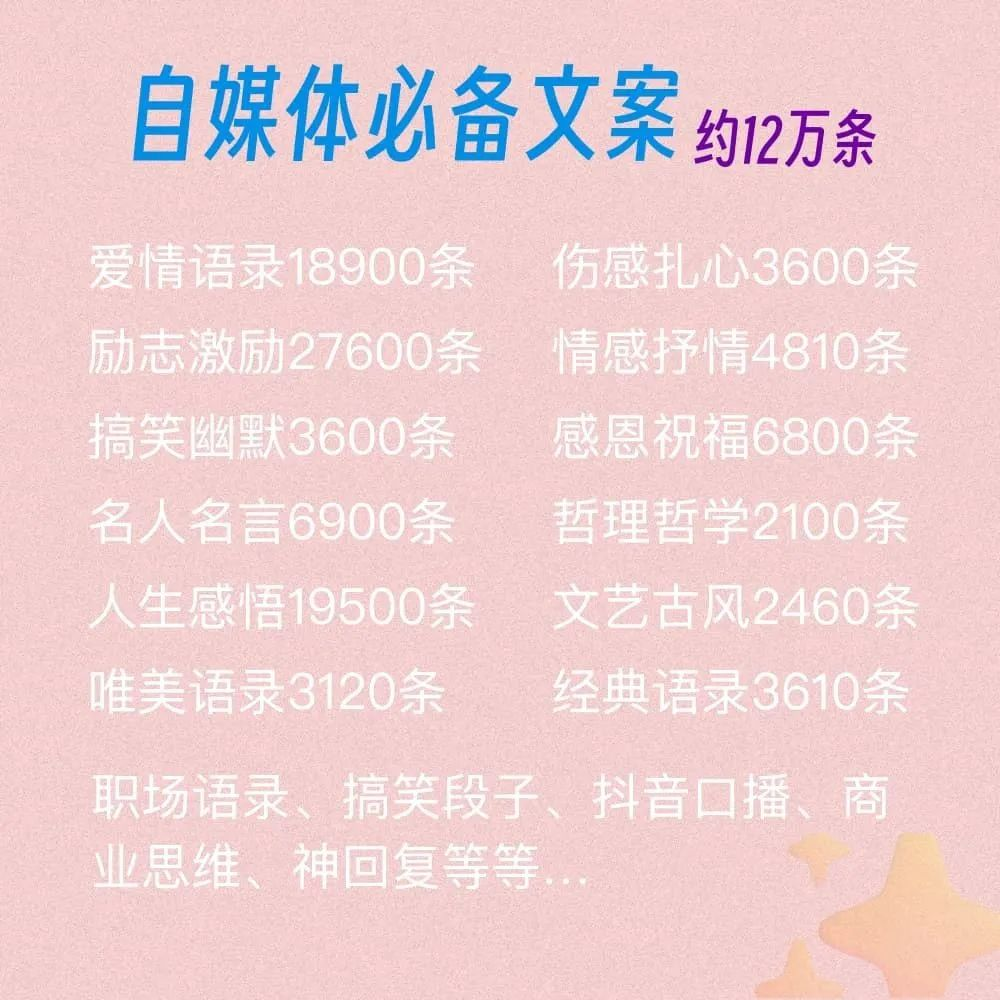 自媒体必备文案 约12万条
爱情语录18900条
伤感扎心3600条
励志激励27600条
情感抒情4810条
搞笑幽默3600条
感恩祝福6800条
名人名言6900条
哲理哲学2100条
人生感悟19500条
文艺古风2460条
唯美语录3120条
经典语录3610条
职场语录、搞笑段子、抖音口播、商
业思维、神回复等等...